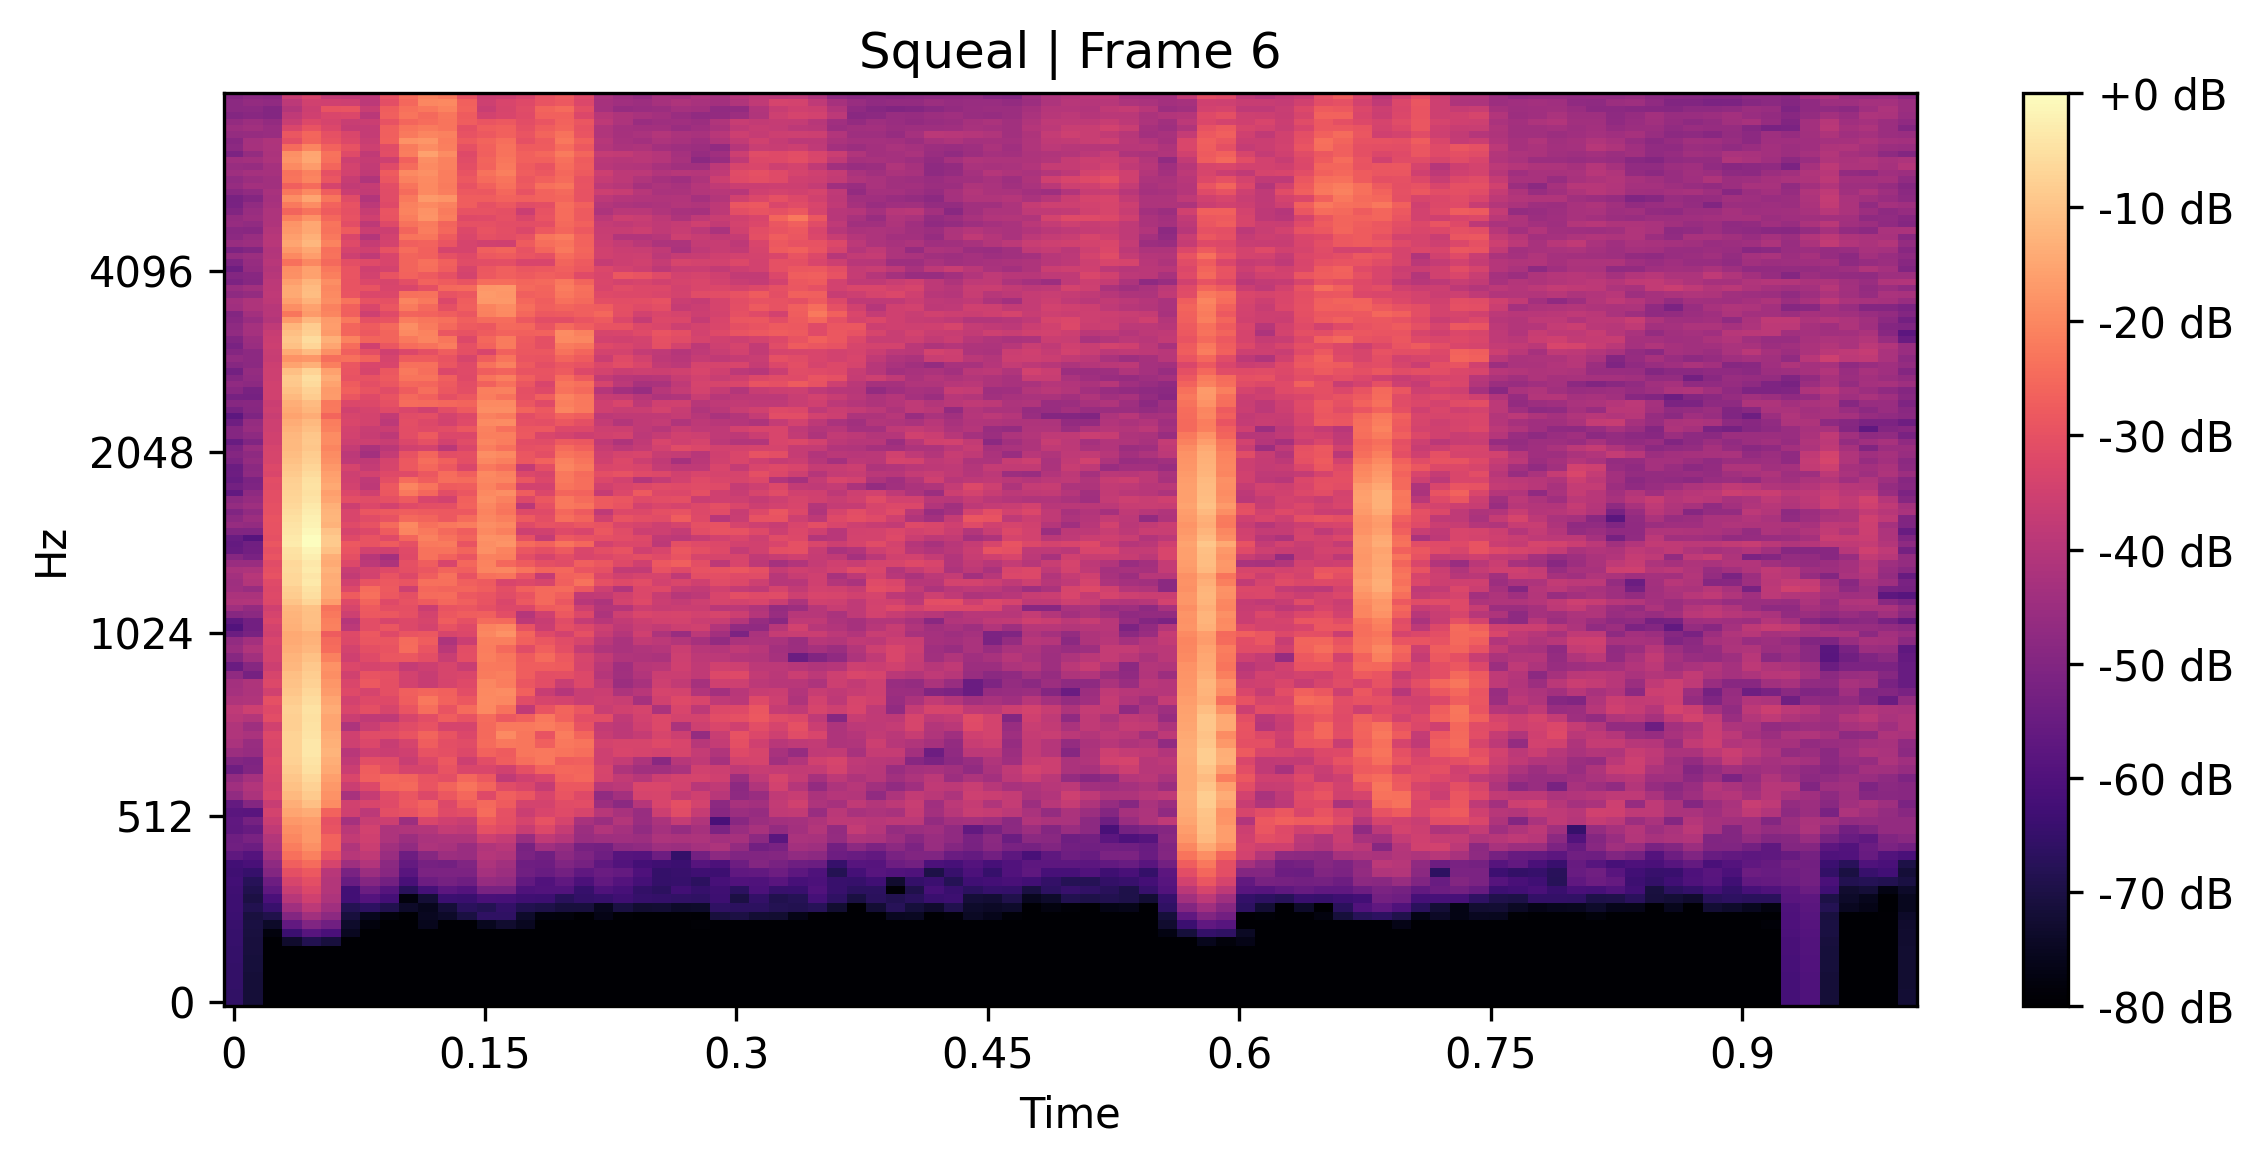 Squeal | Frame 6
+0 dB
-10 dB
-20 dB
-30 dB
-40 dB
-50 dB
-60 dB
-70 dB
-80 dB
Hz
4096
2048
1024
512
0
0 0.15 0.3 0.45 0.6 0.75 0.9
Time